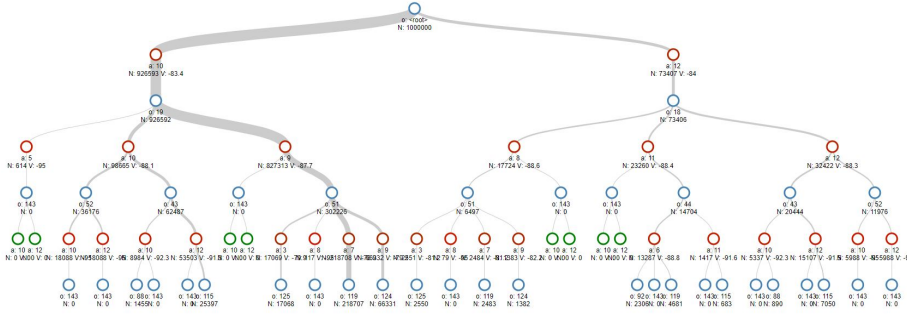 o: <root>
N: 1000000
a: 10
N: 926593 V: -83.4
a: 12
N: 73407 V: -84
o: 19
N: 926592
o: 18
N: 73406
a: 5
N: 614 V: -95
a: 10
N: 98665 V: -88.1
a: 9
N: 827313 V: -87.7
a: 8
N: 17724 V: -88.6
a: 11
N: 23260 V: -88.4
a: 12
N: 32422 V: -88.3
o: 143
N: 0
o: 52
N: 36176
o: 43
N: 62487
o: 143
N: 0
o: 51
N: 302226
o: 51
N: 6497
o: 143
N: 0
o: 143
N: 0
o: 44
N: 14704
o: 43
N: 20444
o: 52
N: 11976
a: 10 a: 12 a: 10 a: 12 a: 10 a: 12 a: 10 a: 12 a: 3 a: 8 a: 7 a: 9 a: 3 a: 8 a: 7 a: 9 a: 10 a: 12 a: 10 a: 12 a: 6 a: 11 a: 10 a: 12 a: 10 a: 12
N: 18088 N: 8984 V: -92.3 N: 53503 V: N: 17069 N: 13287 V: -88.8 N: 1417 V: -91.6 N: 5337 V: -92.3 N: 15107 V: N: 5988 V:
o: 143 o: 143 o: 88 o: 143 o: 143 o: 115 o: 125 o: 143 o: 119 o: 124 o: 125 o: 143 o: 119 o: 124 o: 92 o: 143 o: 119 o: 143 o: 115 o: 143 o: 88 o: 143 o: 115 o: 143 o: 143
N: 0 N: 0 N: 0 N: 25397 N: 17068 N: 0 N: 218707 N: 66331 N: 2550 N: 0 N: 2483 N: 1382 N: 4681 N: 0 N: 683 N: 0 N: 890 N: 7050 N: 0 N: 0